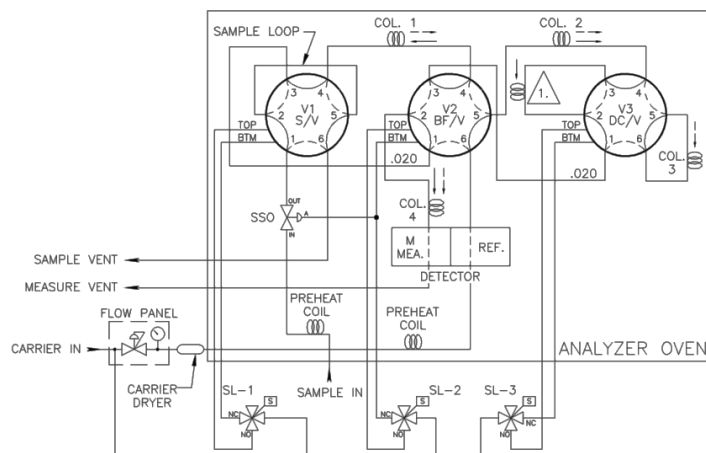 COL. 1
COL. 2
SAMPLE LOOP
3
4
2
5
1
6
V1
S/V
TOP
BTM
3
4
2
5
1
6
V2
BF/V
TOP
BTM
1.
3
4
2
5
1
6
V3
DC/V
TOP
BTM
COL.
3
.020
.020
OUT
A
IN
SSO
COL.
4
M
MEA.
REF.
DETECTOR
SAMPLE VENT
MEASURE VENT
PREHEAT
COIL
PREHEAT
COIL
FLOW PANEL
CARRIER IN
CARRIER
DRYER
SAMPLE IN
ANALYZER OVEN
SL-1
S
NC
NO
SL-2
S
NC
NO
SL-3
S
NC
NO